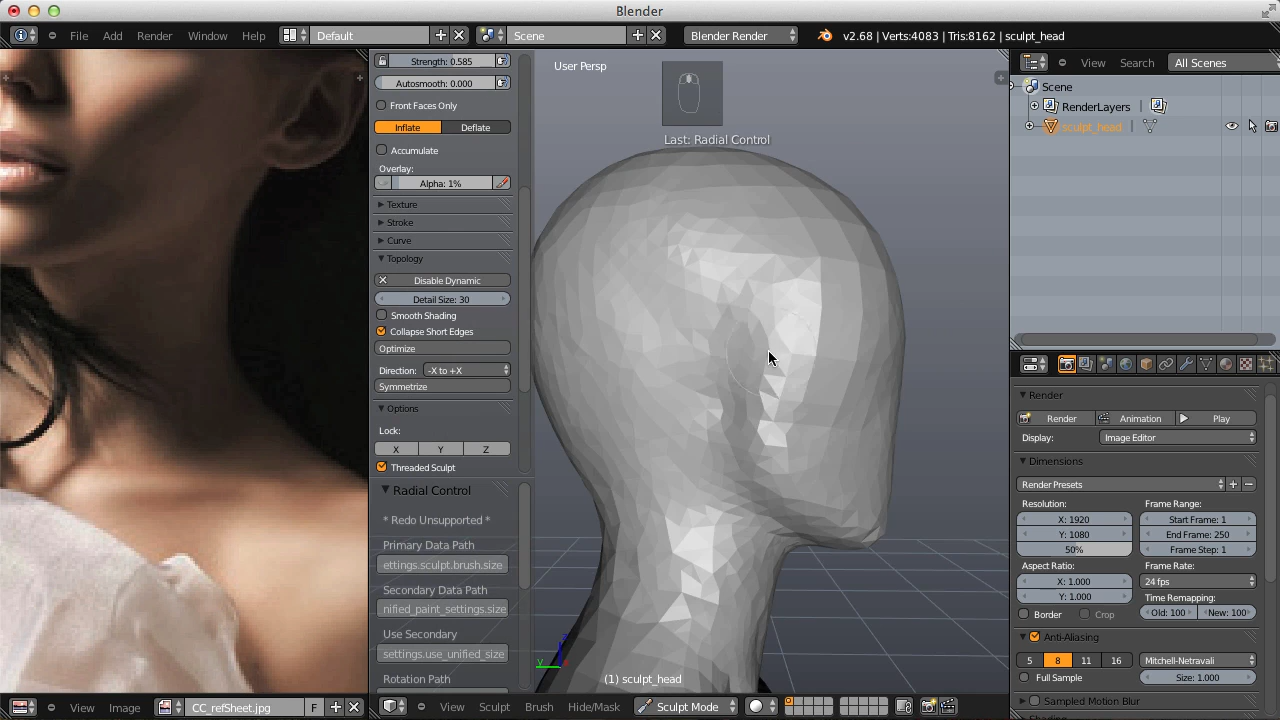 Blender
File Add Render Window Help Default Scene Blender Render v2.68 | Verts:4083 | Tris:8162 | sculpt_head
Strength: 0.585
Autosmooth: 0.000
Front Faces Only
Inflate Deflate
Accumulate
Overlay:
Alpha: 1%
Texture
Stroke
Curve
Topology
Disable Dynamic
Detail Size: 30
Smooth Shading
Collapse Short Edges
Optimize
Direction: -X to +X
Symmetrize
Options
Lock:
X Y Z
Threaded Sculpt
Radial Control
* Redo Unsupported *
Primary Data Path
ettings.sculpt.brush.size
Secondary Data Path
nified_paint_settings.size
Use Secondary
settings.use_unified_size
Rotation Path
User Persp
Last: Radial Control
(1) sculpt_head
View Search All Scenes
Scene
RenderLayers
sculpt_head
Render
Render Animation Play
Display: Image Editor
Dimensions
Render Presets
Resolution: Frame Range:
X: 1920 Start Frame: 1
Y: 1080 End Frame: 250
50% Frame Step: 1
Aspect Ratio: Frame Rate:
X: 1.000 24 fps
Y: 1.000 Time Remapping:
Border Crop Old: 100 New: 100
Anti-Aliasing
5 8 11 16 Mitchell-Netravali
Full Sample Size: 1.000
Sampled Motion Blur
View Image CC_refSheet.jpg F
View Sculpt Brush Hide/Mask Sculpt Mode